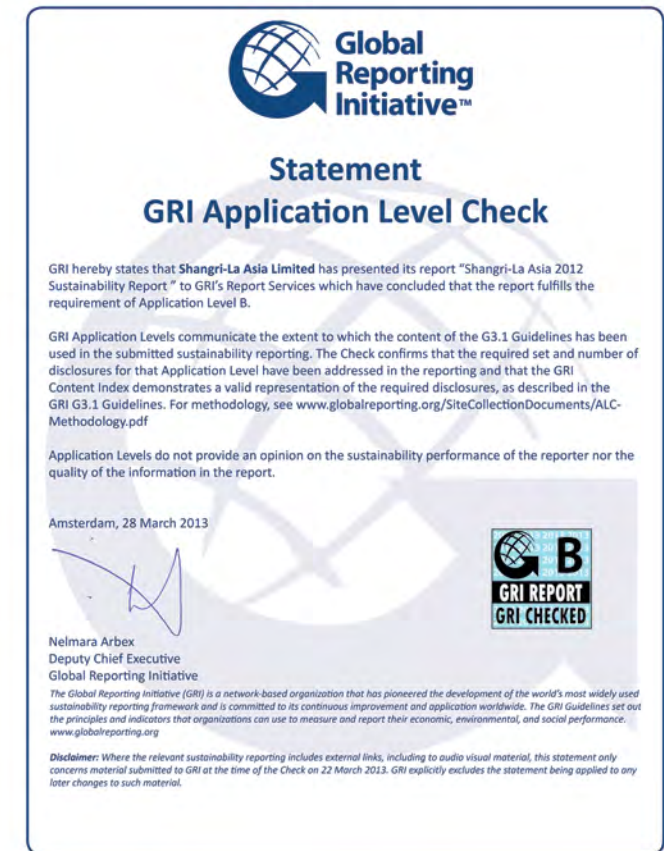 Global
Reporting
Initiative™
Statement
GRI Application Level Check
GRI hereby states that Shangri-La Asia Limited has presented its report “Shangri-La Asia 2012
Sustainability Report ” to GRI’s Report Services which have concluded that the report fulfills the
requirement of Application Level B.
GRI Application Levels communicate the extent to which the content of the G3.1 Guidelines has been
used in the submitted sustainability reporting. The Check confirms that the required set and number of
disclosures for that Application Level have been addressed in the reporting and that the GRI
Content Index demonstrates a valid representation of the required disclosures, as described in the
GRI G3.1 Guidelines. For methodology, see www.globalreporting.org/SiteCollectionDocuments/ALC-
Methodology.pdf
Application Levels do not provide an opinion on the sustainability performance of the reporter nor the
quality of the information in the report.
Amsterdam, 28 March 2013
B
GRI REPORT
GRI CHECKED
Nelmara Arbex
Deputy Chief Executive
Global Reporting Initiative
The Global Reporting Initiative (GRI) is a network-based organization that has pioneered the development of the world’s most widely used
sustainability reporting framework and is committed to its continuous improvement and application worldwide. The GRI Guidelines set out
the principles and indicators that organizations can use to measure and report their economic, environmental, and social performance.
www.globalreporting.org
Disclaimer: Where the relevant sustainability reporting includes external links, including to audio visual material, this statement only
concerns material submitted to GRI at the time of the Check on 22 March 2013. GRI explicitly excludes the statement being applied to any
later changes to such material.